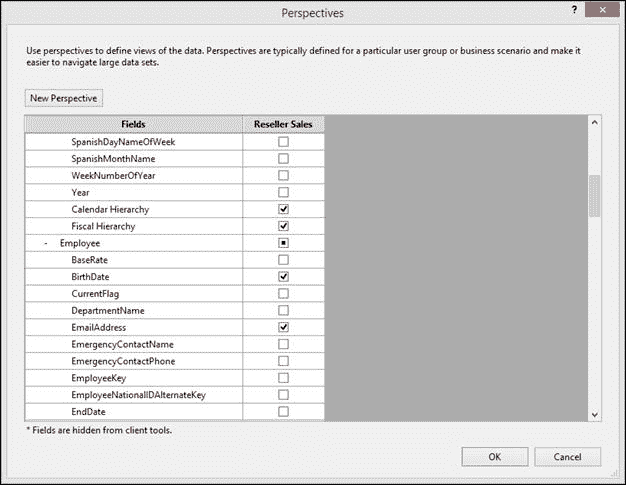 Perspectives
?
Use perspectives to define views of the data. Perspectives are typically defined for a particular user group or business scenario and make it
easier to navigate large data sets.
New Perspective
Fields Reseller Sales
SpanishDayNameOfWeek
SpanishMonthName
WeekNumberOfYear
Year
Calendar Hierarchy
Fiscal Hierarchy
- Employee
BaseRate
BirthDate
CurrentFlag
DepartmentName
EmailAddress
EmergencyContactName
EmergencyContactPhone
EmployeeKey
EmployeeNationalIDAlternateKey
EndDate
* Fields are hidden from client tools.
OK Cancel